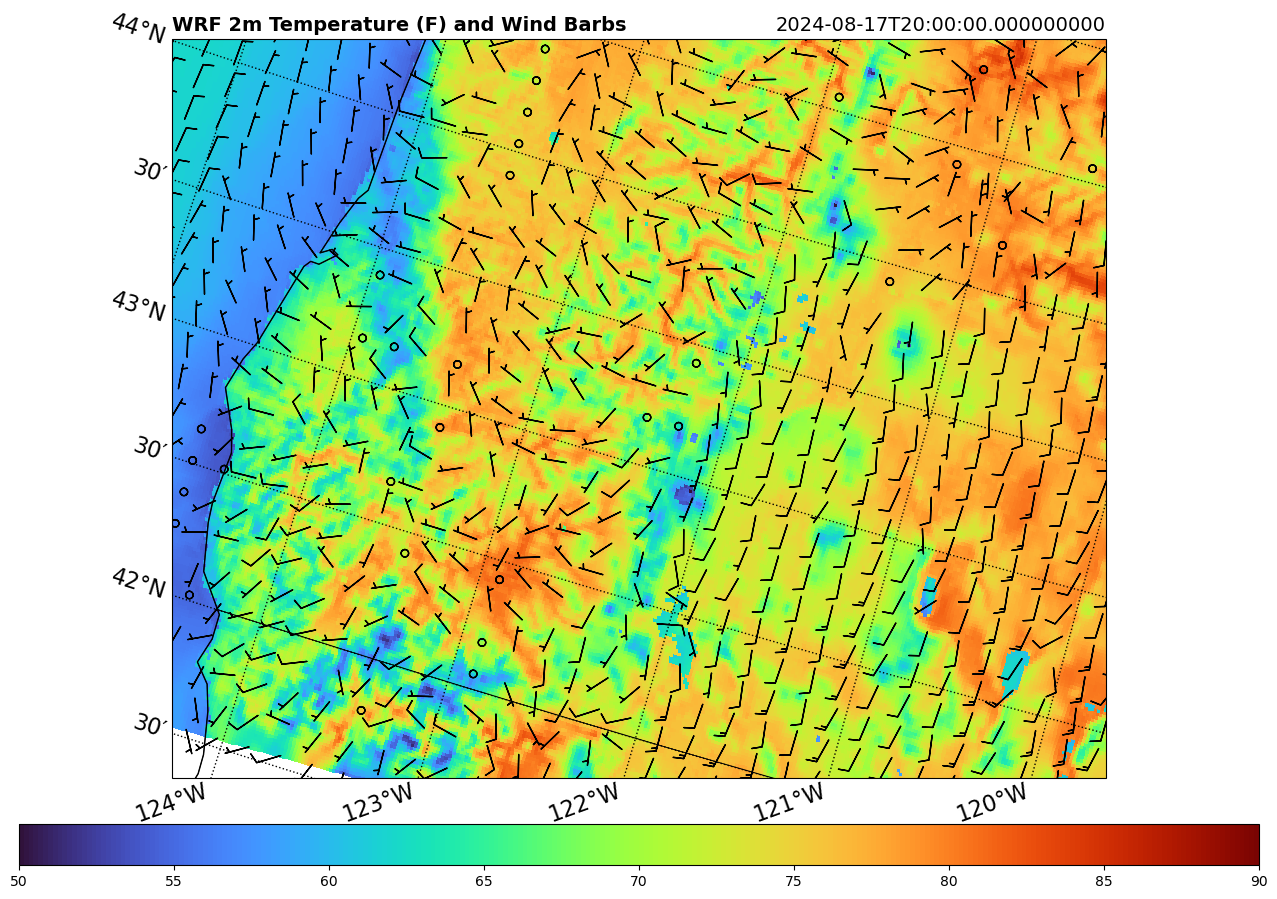 WRF 2m Temperature (F) and Wind Barbs
2024-08-17T20:00:00.000000000
44°N
30′
43°N
30′
42°N
30′
124°W
123°W
122°W
121°W
120°W
50
55
60
65
70
75
80
85
90